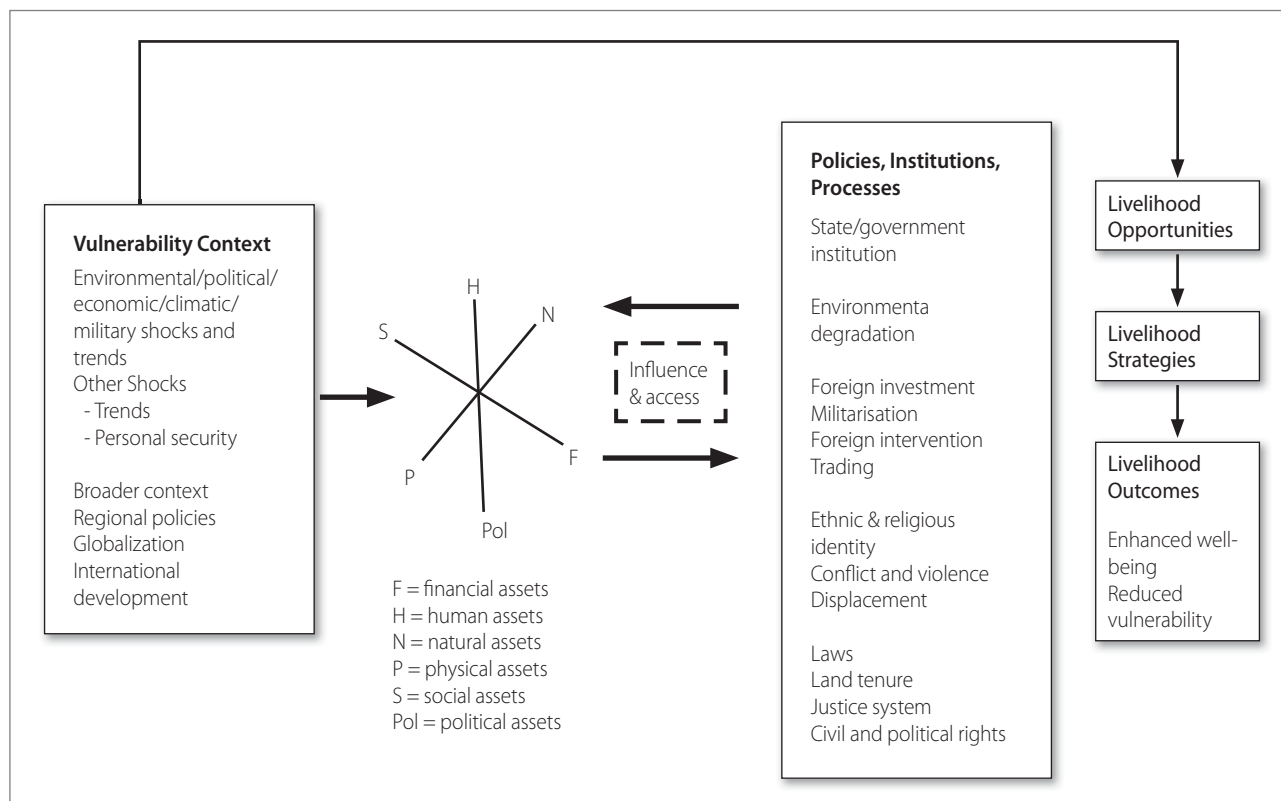 Vulnerability Context
Environmental/political/
economic/climatic/
military shocks and
trends
Other Shocks
- Trends
- Personal security
Broader context
Regional policies
Globalization
International
development
H
N
S
F
P
Pol
F = financial assets
H = human assets
N = natural assets
P = physical assets
S = social assets
Pol = political assets
Influence
& access
Policies, Institutions,
Processes
State/government
institution
Environmenta
degradation
Foreign investment
Militarisation
Foreign intervention
Trading
Ethnic & religious
identity
Conflict and violence
Displacement
Laws
Land tenure
Justice system
Civil and political rights
Livelihood
Opportunities
Livelihood
Strategies
Livelihood
Outcomes
Enhanced well-
being
Reduced
vulnerability